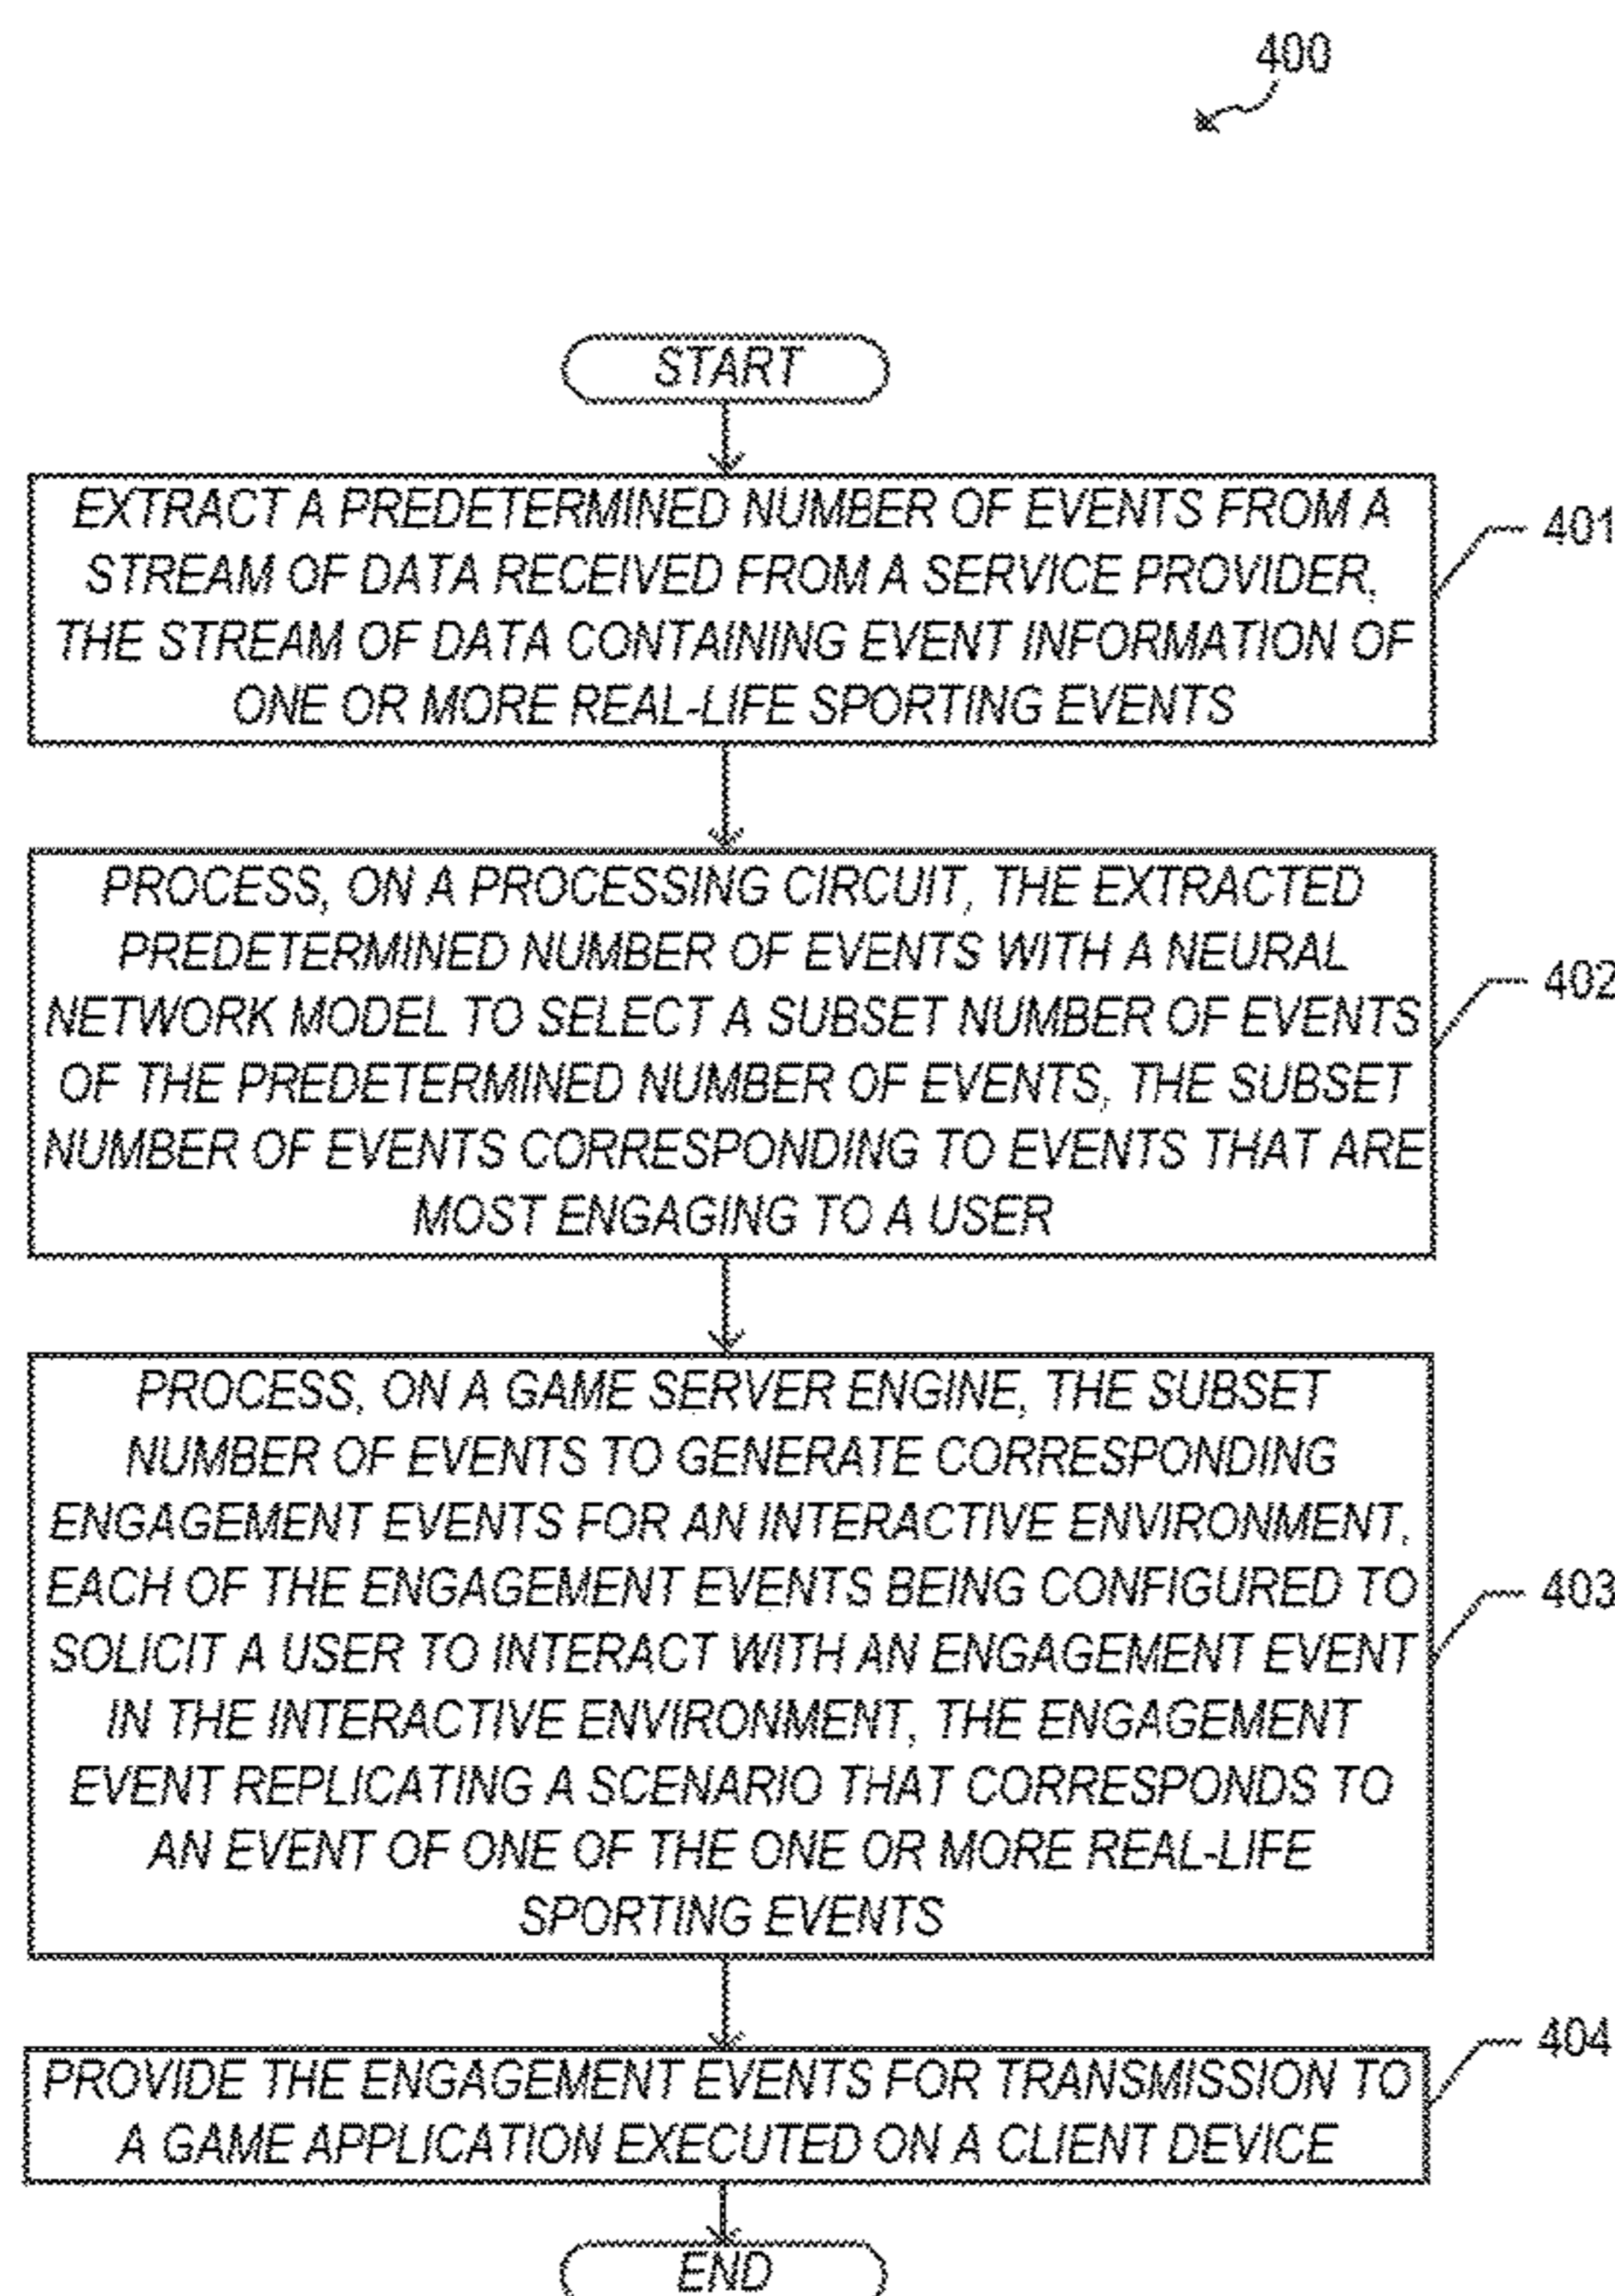 400
START
EXTRACT A PREDETERMINED NUMBER OF EVENTS FROM A
STREAM OF DATA RECEIVED FROM A SERVICE PROVIDER,
THE STREAM OF DATA CONTAINING EVENT INFORMATION OF
ONE OR MORE REAL-LIFE SPORTING EVENTS
401
PROCESS, ON A PROCESSING CIRCUIT, THE EXTRACTED
PREDETERMINED NUMBER OF EVENTS WITH A NEURAL
NETWORK MODEL TO SELECT A SUBSET NUMBER OF EVENTS
OF THE PREDETERMINED NUMBER OF EVENTS, THE SUBSET
NUMBER OF EVENTS CORRESPONDING TO EVENTS THAT ARE
MOST ENGAGING TO A USER
402
PROCESS, ON A GAME SERVER ENGINE, THE SUBSET
NUMBER OF EVENTS TO GENERATE CORRESPONDING
ENGAGEMENT EVENTS FOR AN INTERACTIVE ENVIRONMENT,
EACH OF THE ENGAGEMENT EVENTS BEING CONFIGURED TO
SOLICIT A USER TO INTERACT WITH AN ENGAGEMENT EVENT
IN THE INTERACTIVE ENVIRONMENT, THE ENGAGEMENT
EVENT REPLICATING A SCENARIO THAT CORRESPONDS TO
AN EVENT OF ONE OF THE ONE OR MORE REAL-LIFE
SPORTING EVENTS
403
PROVIDE THE ENGAGEMENT EVENTS FOR TRANSMISSION TO
A GAME APPLICATION EXECUTED ON A CLIENT DEVICE
404
END